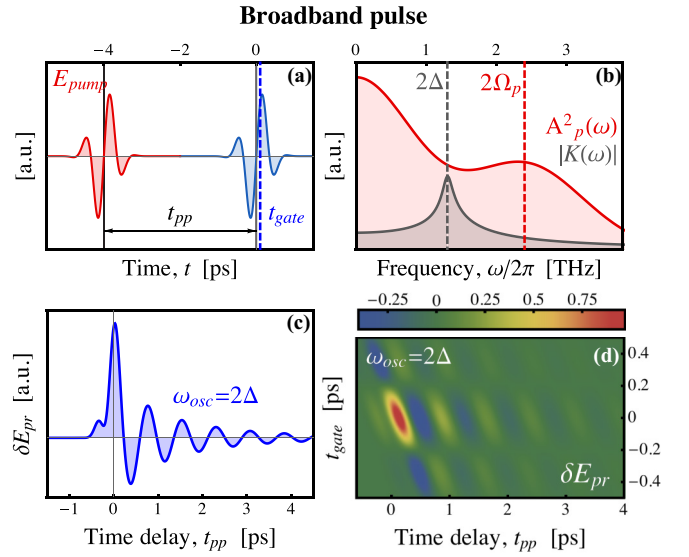 Broadband pulse
−4 −2 0
0 1 2 3
E_pump
(a)
2Δ 2Ω_p
(b)
A²_p(ω)
|K(ω)|
[a.u.]
[a.u.]
t_pp
t_gate
Time, t [ps]
Frequency, ω/2π [THz]
−0.25 0 0.25 0.75
(c)
ω_osc=2Δ
δE_pr [a.u.]
−1 0 1 2 3 4
Time delay, t_pp [ps]
ω_osc=2Δ
(d)
0.4
0.2
0
−0.2
−0.4
t_gate [ps]
δE_pr
0 1 2 3 4
Time delay, t_pp [ps]